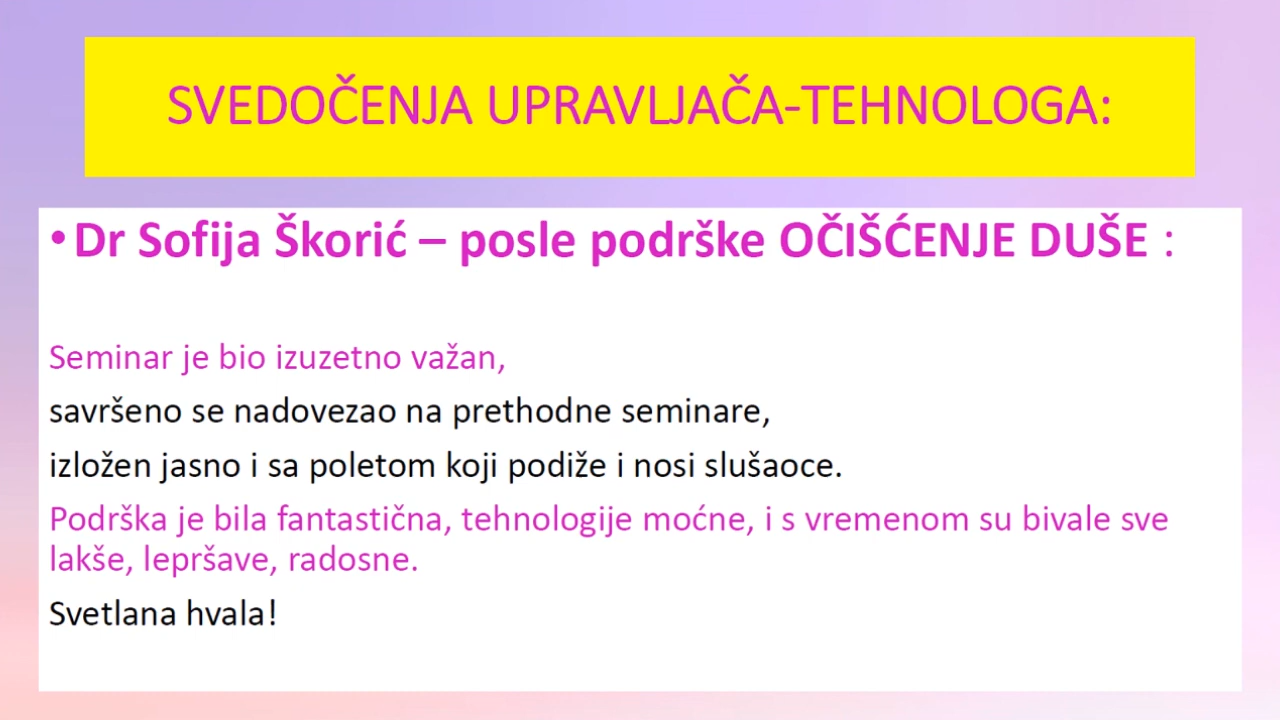 SVEDOČENJA UPRAVLJAČA-TEHNOLOGA:
•Dr Sofija Škorić – posle podrške OČIŠĆENJE DUŠE :
Seminar je bio izuzetno važan,
savršeno se nadovezao na prethodne seminare,
izložen jasno i sa poletom koji podiže i nosi slušaoce.
Podrška je bila fantastična, tehnologije moćne, i s vremenom su bivale sve
lakše, lepršave, radosne.
Svetlana hvala!